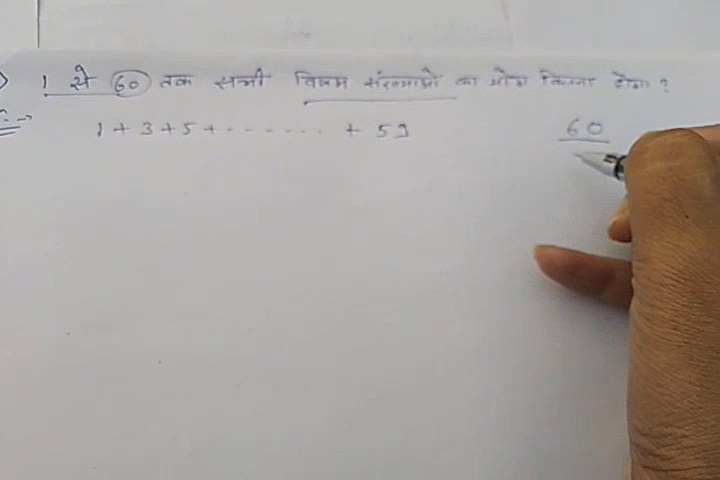 1 से 60 तक सभी विषम संख्याओं का योग कितना होगा ?
1 + 3 + 5 + - - - - - - - + 59
60